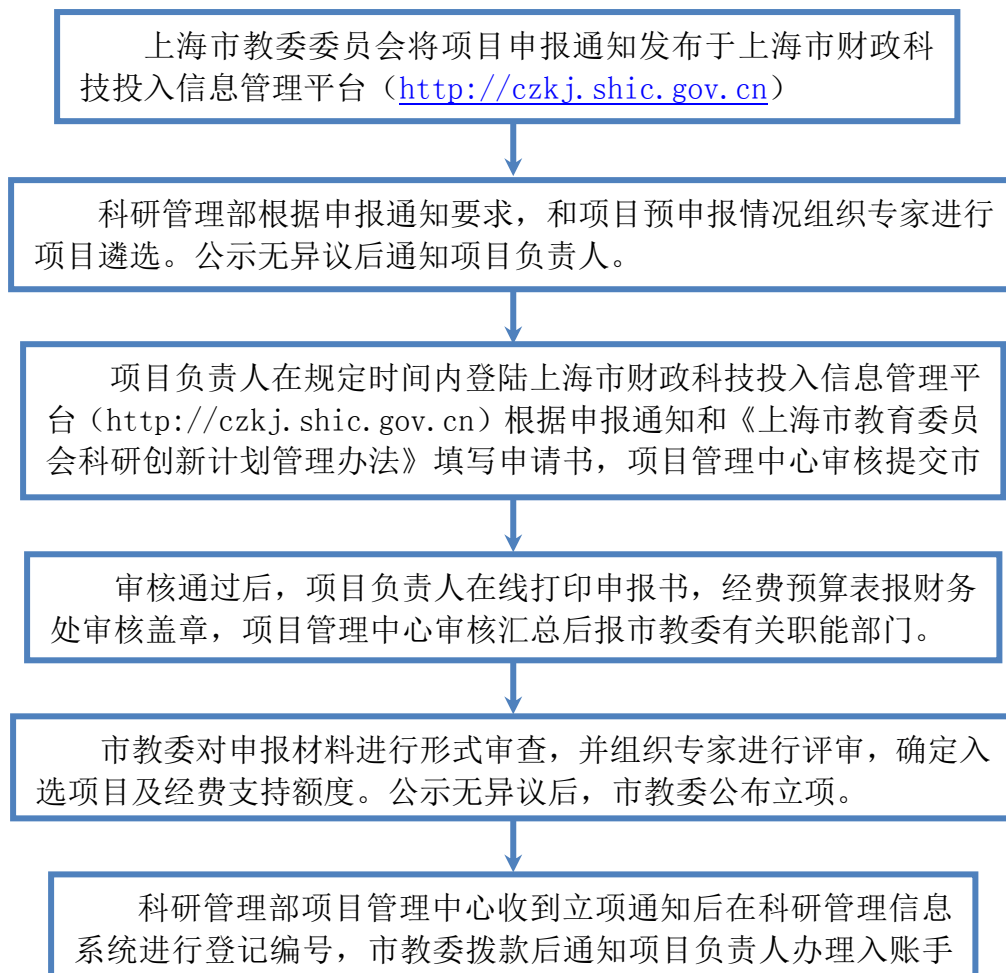 上海市教委委员会将项目申报通知发布于上海市财政科
技投入信息管理平台（http://czkj.shic.gov.cn）
科研管理部根据申报通知要求，和项目预申报情况组织专家进行
项目遴选。公示无异议后通知项目负责人。
项目负责人在规定时间内登陆上海市财政科技投入信息管理平
台（http://czkj.shic.gov.cn）根据申报通知和《上海市教育委员
会科研创新计划管理办法》填写申请书，项目管理中心审核提交市
审核通过后，项目负责人在线打印申报书，经费预算表报财务
处审核盖章，项目管理中心审核汇总后报市教委有关职能部门。
市教委对申报材料进行形式审查，并组织专家进行评审，确定入
选项目及经费支持额度。公示无异议后，市教委公布立项。
科研管理部项目管理中心收到立项通知后在科研管理信息
系统进行登记编号，市教委拨款后通知项目负责人办理入账手